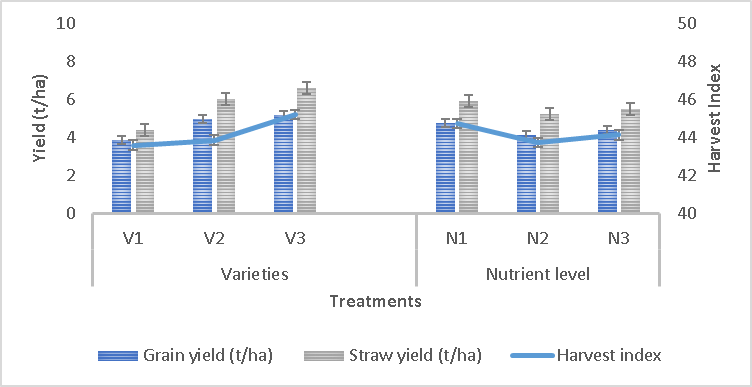 10
8
6
4
2
0
Yield (t/ha)
50
48
46
44
42
40
Harvest Index
V1 V2 V3 N1 N2 N3
Varieties Nutrient level
Treatments
Grain yield (t/ha) Straw yield (t/ha) Harvest index